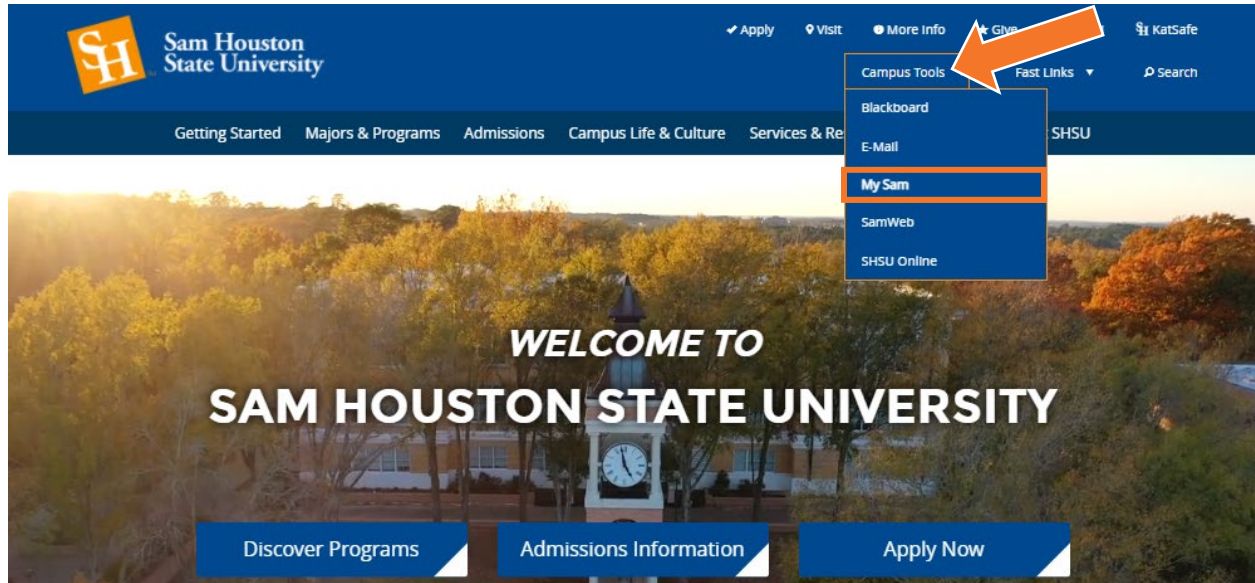 SH
Sam Houston
State University
Apply Visit More Info Give KatSafe
Campus Tools Fast Links Search
Blackboard
E-Mail
My Sam
SamWeb
SHSU Online
Getting Started Majors & Programs Admissions Campus Life & Culture Services & SHSU
WELCOME TO
SAM HOUSTON STATE UNIVERSITY
Discover Programs Admissions Information Apply Now